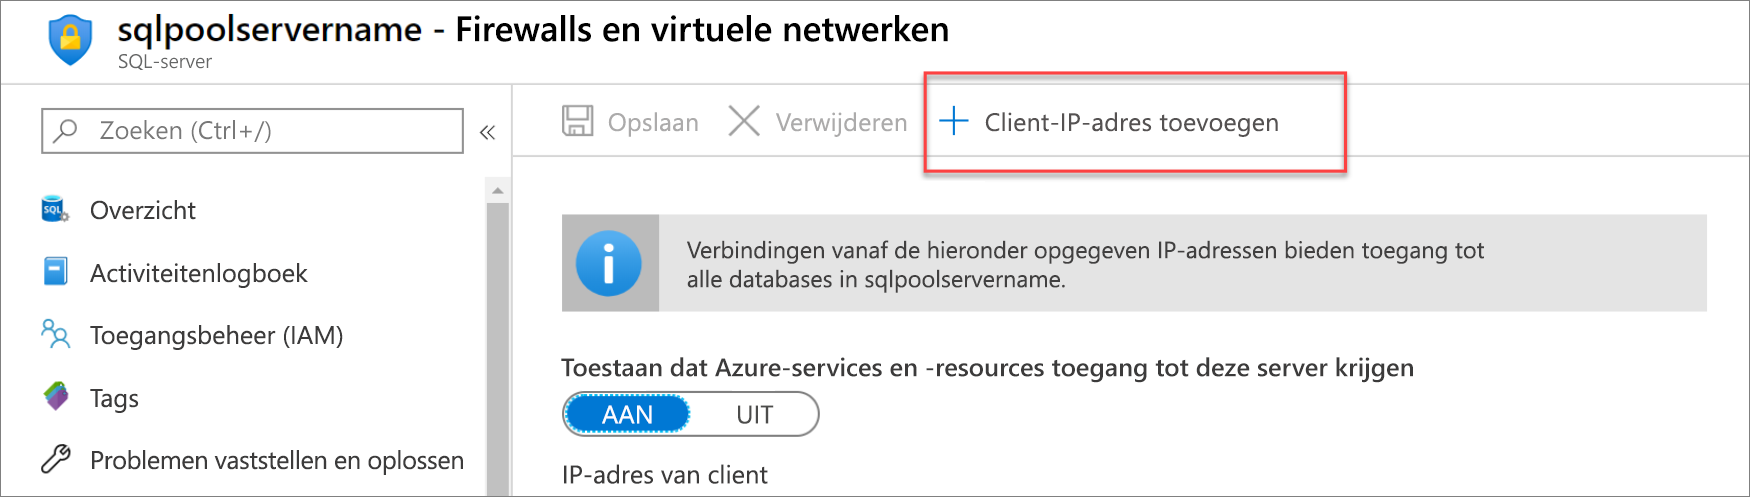 sqlpoolservername - Firewalls en virtuele netwerken
SQL-server
Zoeken (Ctrl+/)
«
Opslaan
Verwijderen
Client-IP-adres toevoegen
SQL
Overzicht
Activiteitenlogboek
Toegangsbeheer (IAM)
Tags
Problemen vaststellen en oplossen
Verbindingen vanaf de hieronder opgegeven IP-adressen bieden toegang tot
alle databases in sqlpoolservername.
Toestaan dat Azure-services en -resources toegang tot deze server krijgen
AAN UIT
IP-adres van client